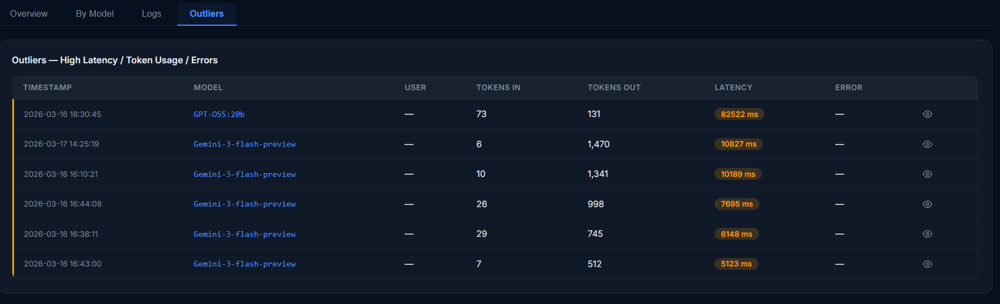 Overview By Model Logs Outliers
Outliers — High Latency / Token Usage / Errors
TIMESTAMP MODEL USER TOKENS IN TOKENS OUT LATENCY ERROR
2026-03-16 18:30:45 GPT-OSS:20b — 73 131 82522 ms —
2026-03-17 14:25:19 Gemini-3-flash-preview — 6 1,470 10827 ms —
2026-03-16 16:10:21 Gemini-3-flash-preview — 10 1,341 10189 ms —
2026-03-16 16:44:08 Gemini-3-flash-preview — 26 998 7695 ms —
2026-03-16 16:38:11 Gemini-3-flash-preview — 29 745 6148 ms —
2026-03-16 16:43:00 Gemini-3-flash-preview — 7 512 5123 ms —